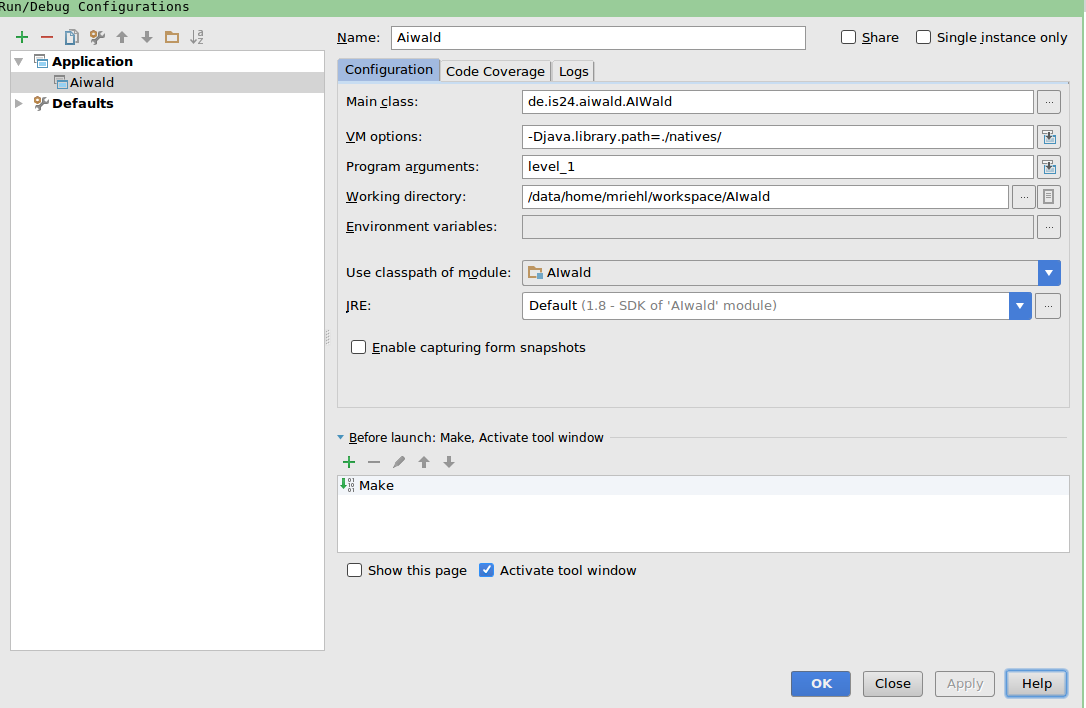 Run/Debug Configurations
Name: Aiwald Share Single instance only
Application
Aiwald
Defaults
Configuration Code Coverage Logs
Main class: de.is24.aiwald.AIWald ...
VM options: -Djava.library.path=./natives/
Program arguments: level_1
Working directory: /data/home/mriehl/workspace/AIwald ...
Environment variables: ...
Use classpath of module: AIwald
JRE: Default (1.8 - SDK of 'AIwald' module) ...
Enable capturing form snapshots
Before launch: Make, Activate tool window
Make
Show this page Activate tool window
OK Close Apply Help